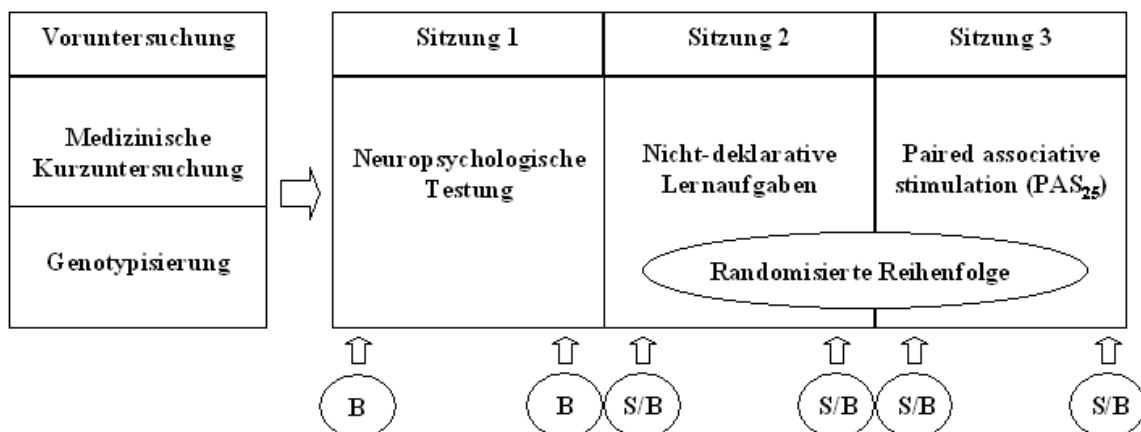 Voruntersuchung
Medizinische
Kurzuntersuchung
Genotypisierung
Sitzung 1
Sitzung 2
Sitzung 3
Neuropsychologische
Testung
Nicht-deklarative
Lernaufgaben
Paired associative
stimulation (PAS25)
Randomisierte Reihenfolge
B
B
S/B
S/B
S/B
S/B